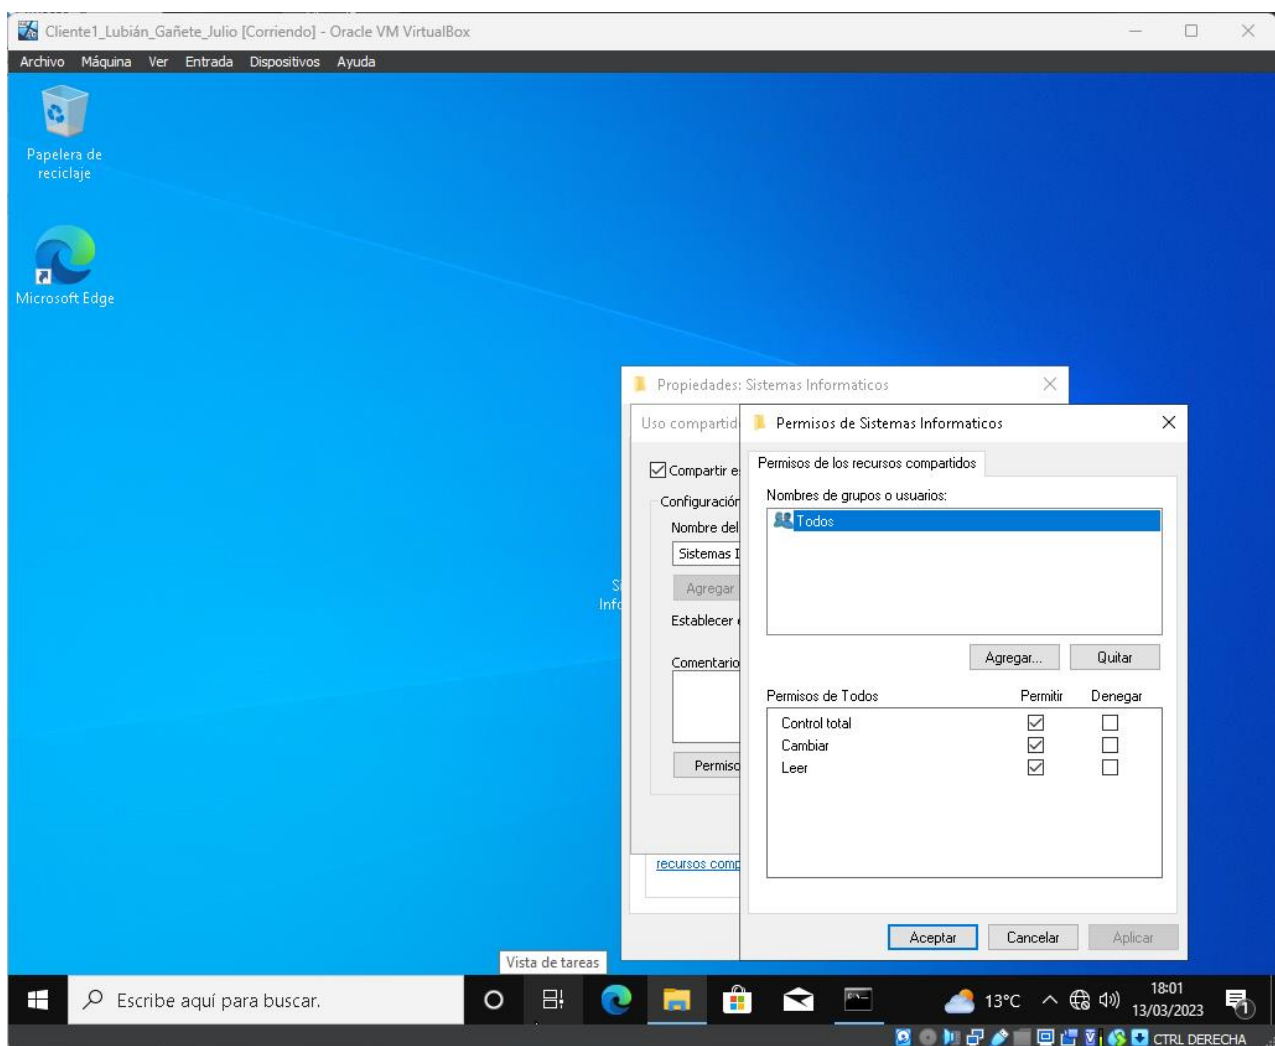 Cliente1_Lubián_Gañete_Julio [Corriendo] - Oracle VM VirtualBox
Archivo Máquina Ver Entrada Dispositivos Ayuda
Papelera de
reciclaje
Microsoft Edge
Propiedades: Sistemas Informaticos
Uso compartid
Permisos de Sistemas Informaticos
Compartir e
Permisos de los recursos compartidos
Configuración
Nombres de grupos o usuarios:
Nombre del
Todos
Sistemas I
Agregar
Establecer
Comentario
Agregar... Quitar
Permisos de Todos Permitir Denegar
Control total
Cambiar
Leer
Permiso
recursos comp
Aceptar Cancelar Aplicar
Vista de tareas
Escribe aquí para buscar.
13°C
18:01
13/03/2023
1
CTRL DERECHA